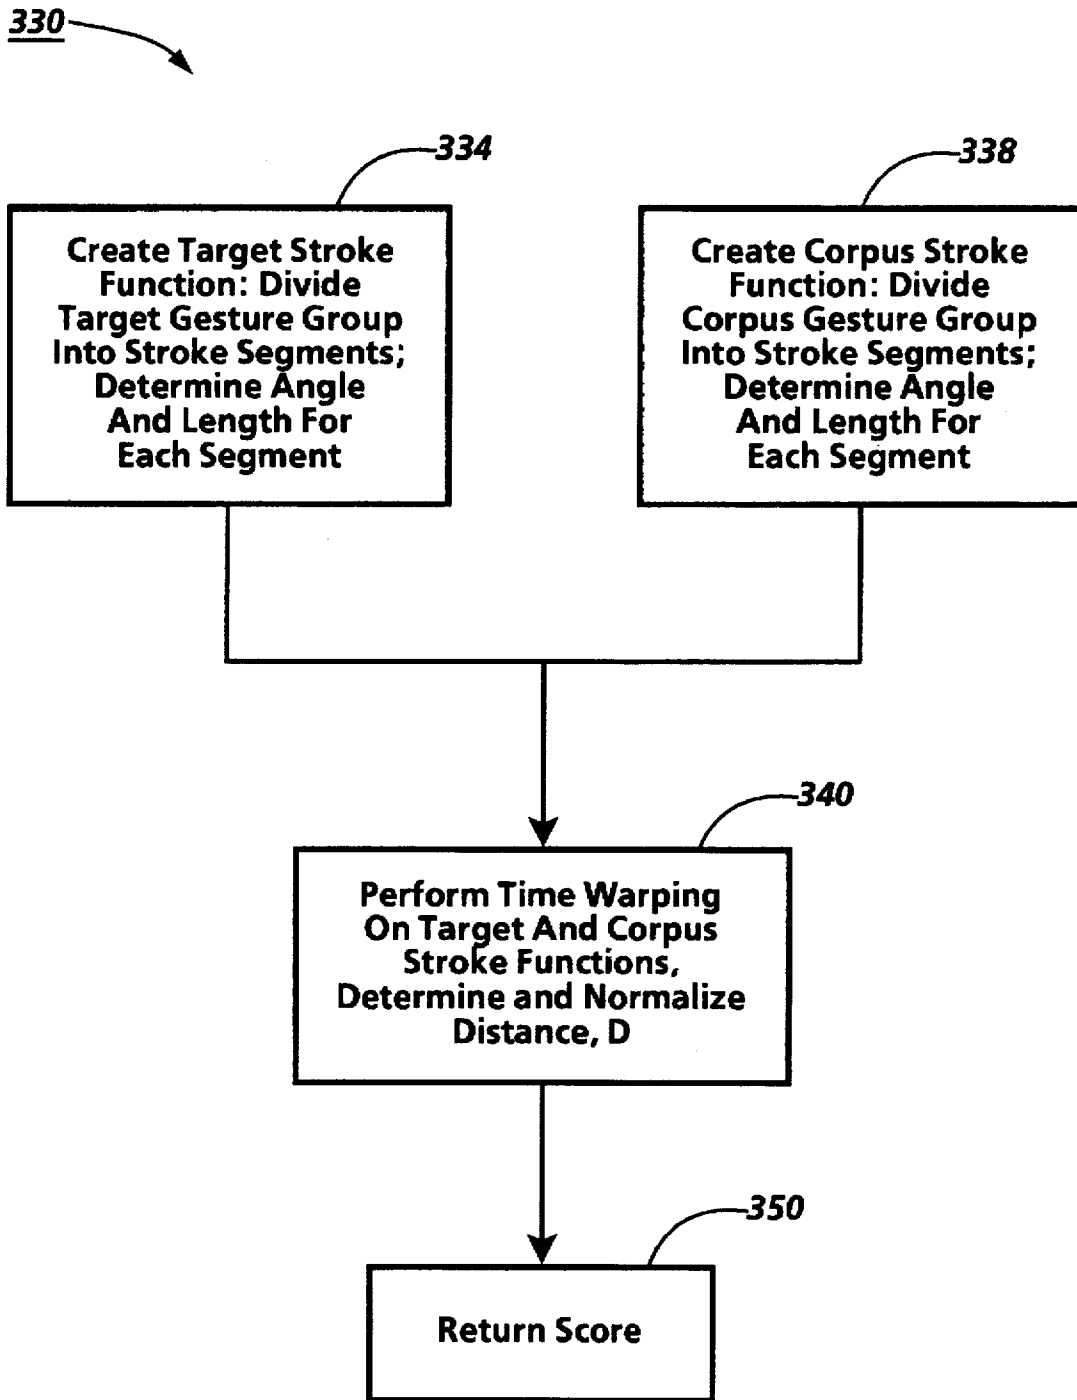 330
334
Create Target Stroke
Function: Divide
Target Gesture Group
Into Stroke Segments;
Determine Angle
And Length For
Each Segment
338
Create Corpus Stroke
Function: Divide
Corpus Gesture Group
Into Stroke Segments;
Determine Angle
And Length For
Each Segment
340
Perform Time Warping
On Target And Corpus
Stroke Functions,
Determine and Normalize
Distance, D
350
Return Score